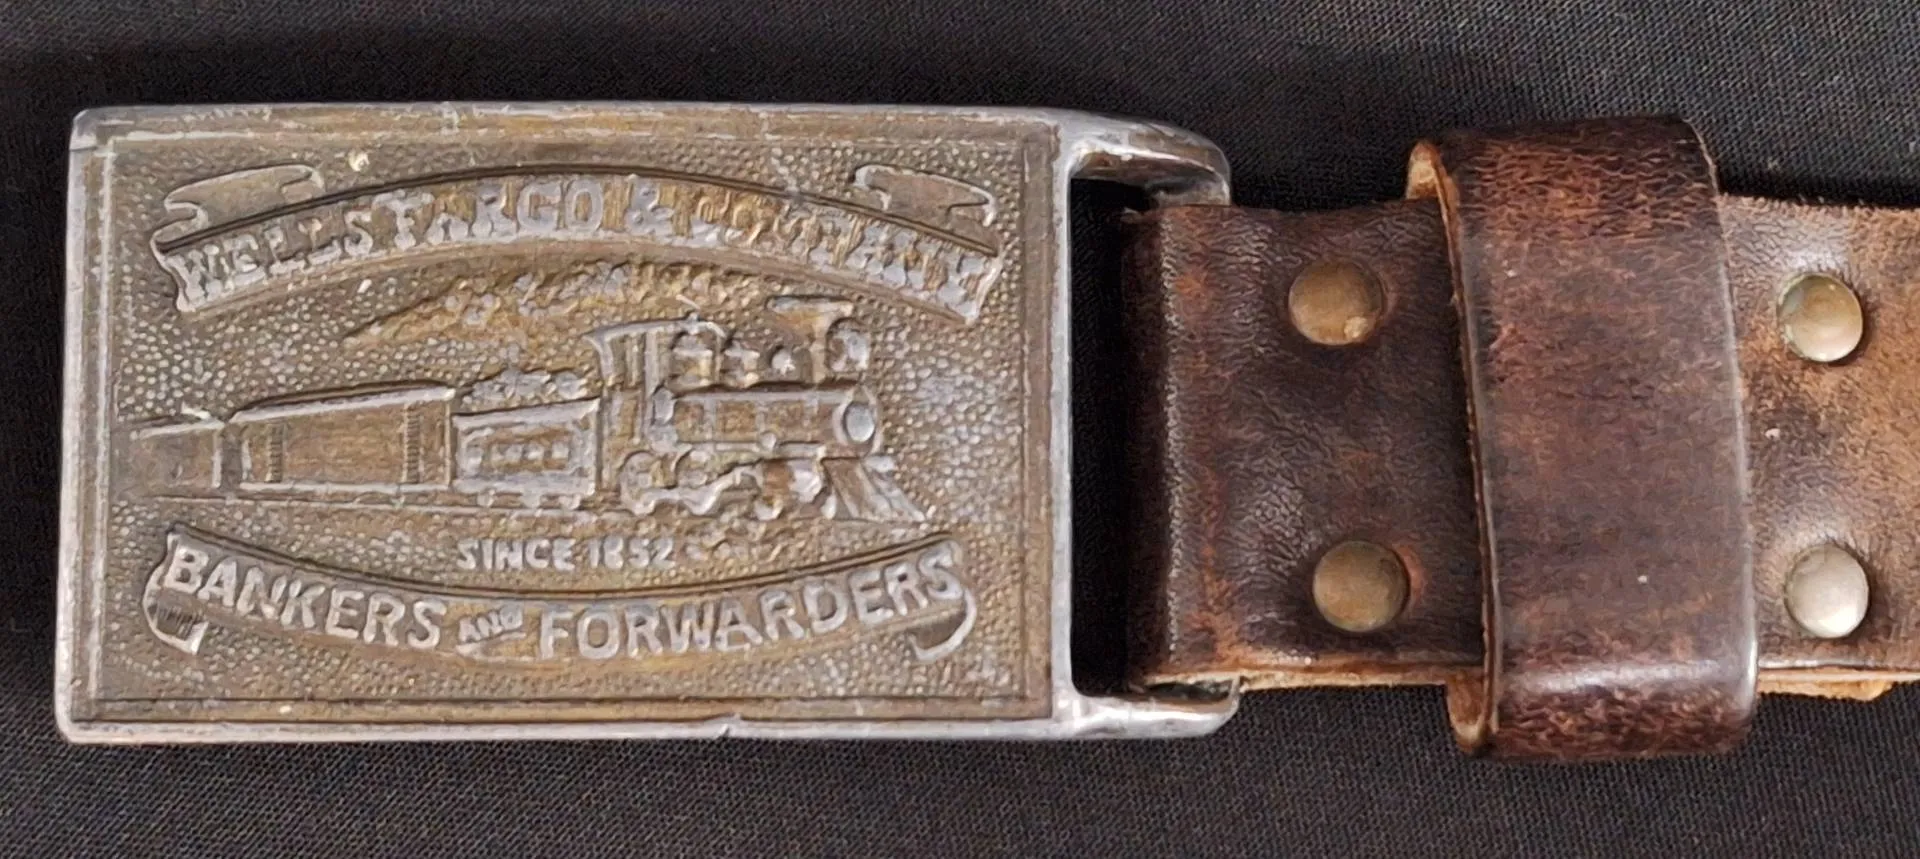 WELLS FARGO & COMPANY
SINCE 1852
BANKERS AND FORWARDERS